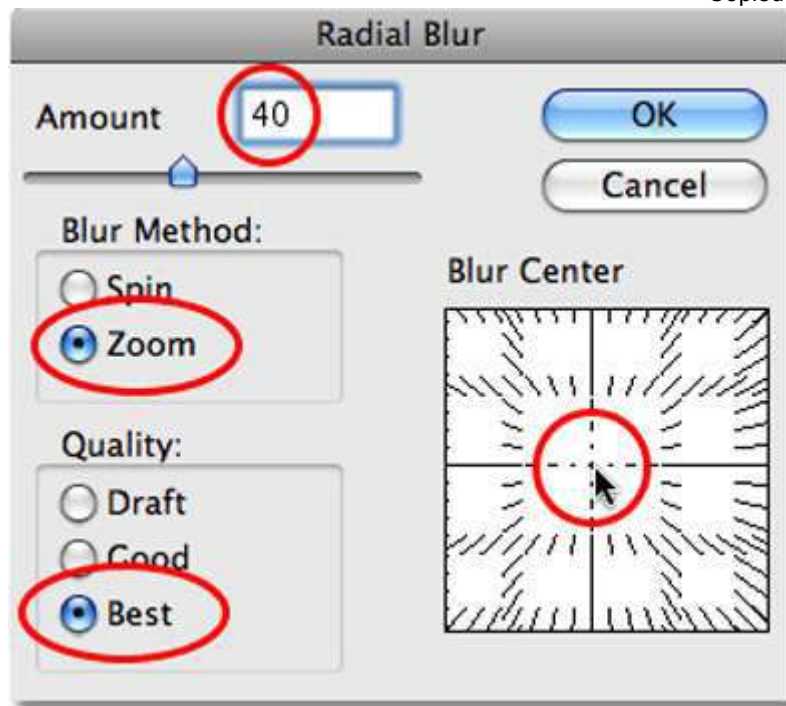 Radial Blur
Amount 40
OK
Cancel
Blur Method:
Spin
Zoom
Blur Center
Quality:
Draft
Good
Best